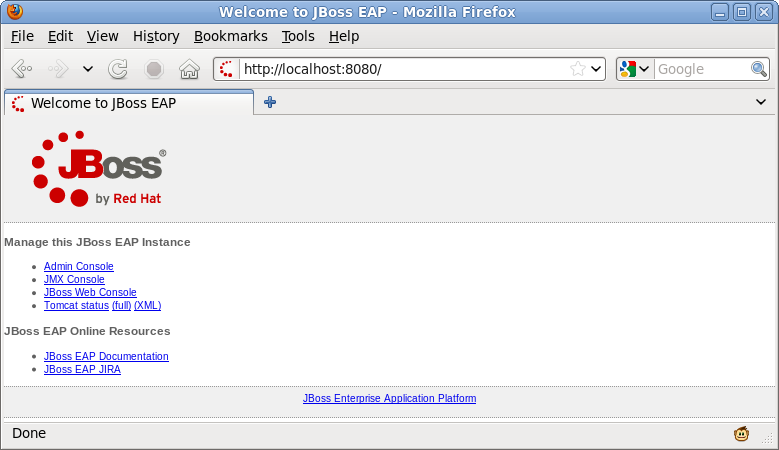 Welcome to JBoss EAP - Mozilla Firefox
File Edit View History Bookmarks Tools Help
http://localhost:8080/ Google
Welcome to JBoss EAP
JBoss®
by Red Hat
Manage this JBoss EAP Instance
Admin Console
JMX Console
JBoss Web Console
Tomcat status (full) (XML)
JBoss EAP Online Resources
JBoss EAP Documentation
JBoss EAP JIRA
JBoss Enterprise Application Platform
Done